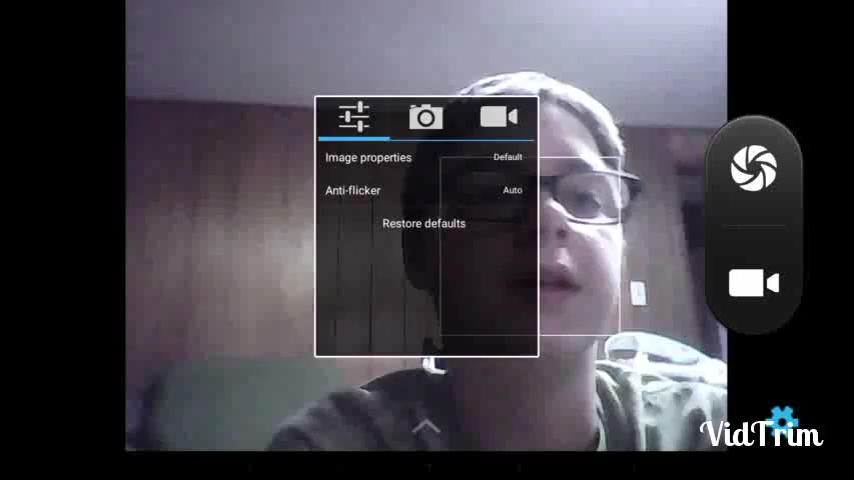 Image properties Default
Anti-flicker Auto
Restore defaults
VidTrim